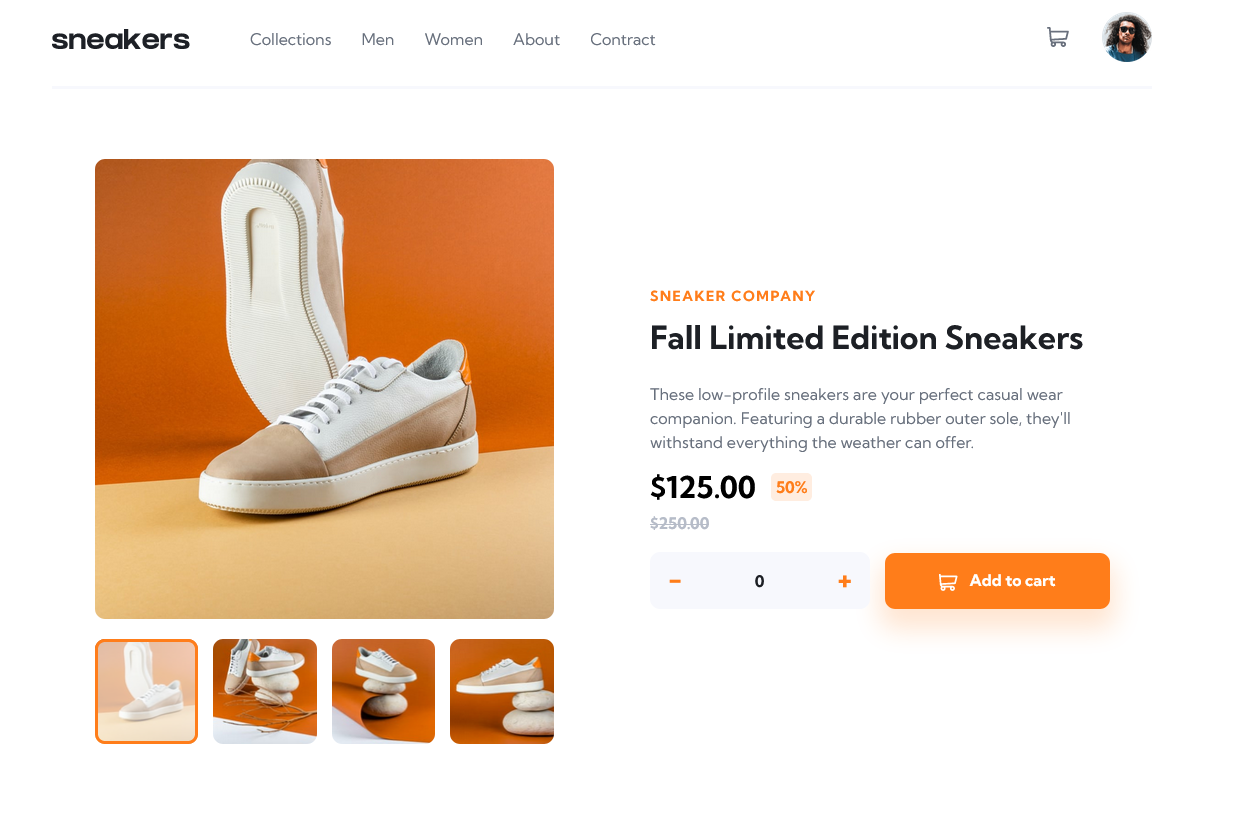 sneakers
Collections Men Women About Contract
SNEAKER COMPANY
Fall Limited Edition Sneakers
These low-profile sneakers are your perfect casual wear
companion. Featuring a durable rubber outer sole, they'll
withstand everything the weather can offer.
$125.00 50%
$250.00
− 0 + Add to cart